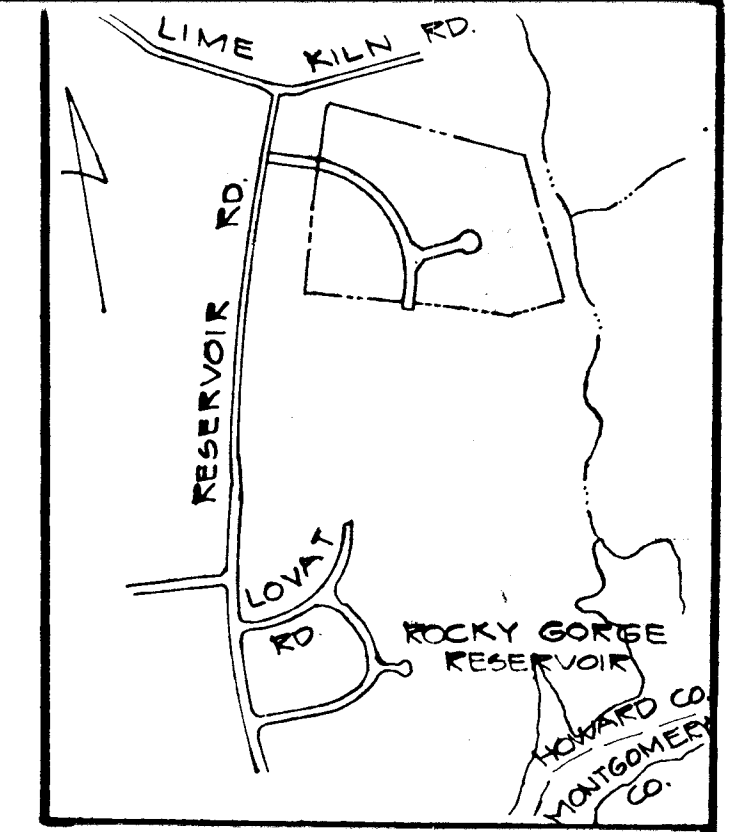 LIME KILN RD.
RESERVOIR RD.
LOVAT
RD
ROCKY GORGE
RESERVOIR
HOWARD CO.
MONTGOMERY
CO.